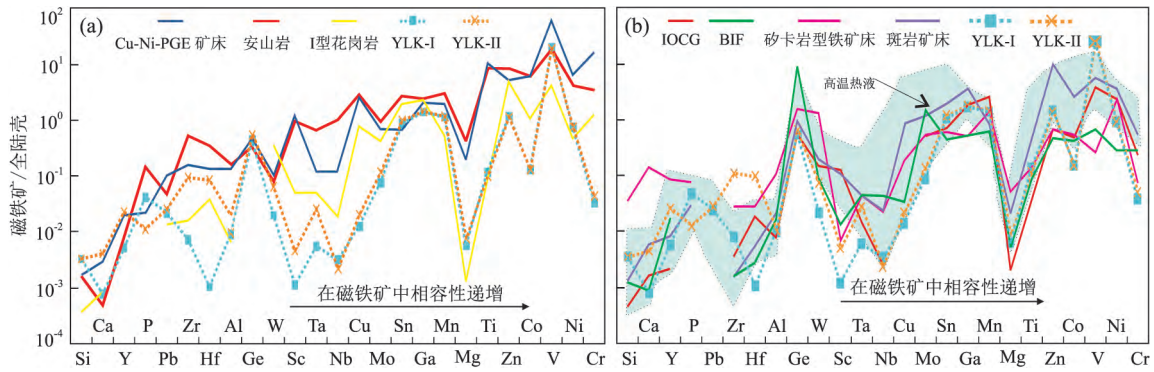 (a)
Cu-Ni-PGE 矿床 安山岩 I型花岗岩 YLK-I YLK-II
磁铁矿/全陆壳
10²
10¹
10⁰
10⁻¹
10⁻²
10⁻³
10⁻⁴
在磁铁矿中相容性递增
Ca P Zr Al W Ta Cu Sn Mn Ti Co Ni
Si Y Pb Hf Ge Sc Nb Mo Ga Mg Zn V Cr
(b)
IOCG BIF 矽卡岩型铁矿床 斑岩矿床 YLK-I YLK-II
高温热液
在磁铁矿中相容性递增
Ca P Zr Al W Ta Cu Sn Mn Ti Co Ni
Si Y Pb Hf Ge Sc Nb Mo Ga Mg Zn V Cr